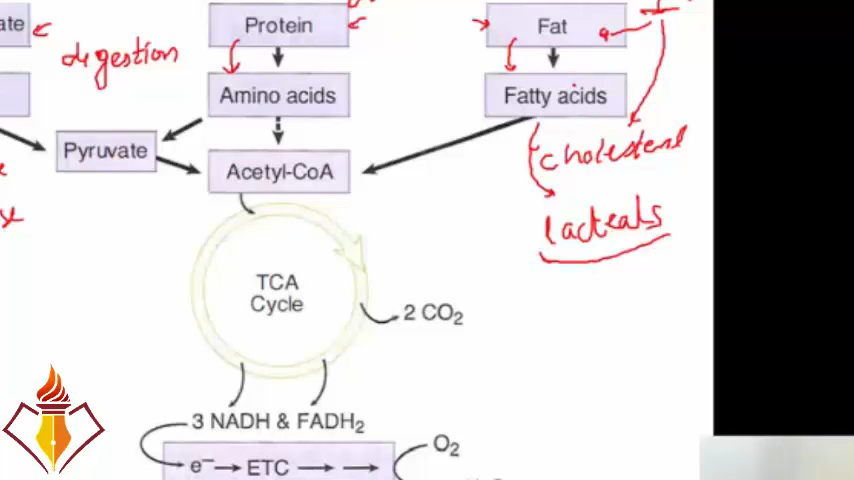 ate
Protein
Fat
digestion
Amino acids
Fatty acids
Pyruvate
cholesterol
Acetyl-CoA
lacteals
TCA
Cycle
2 CO₂
3 NADH & FADH₂
O₂
e⁻ → ETC → →